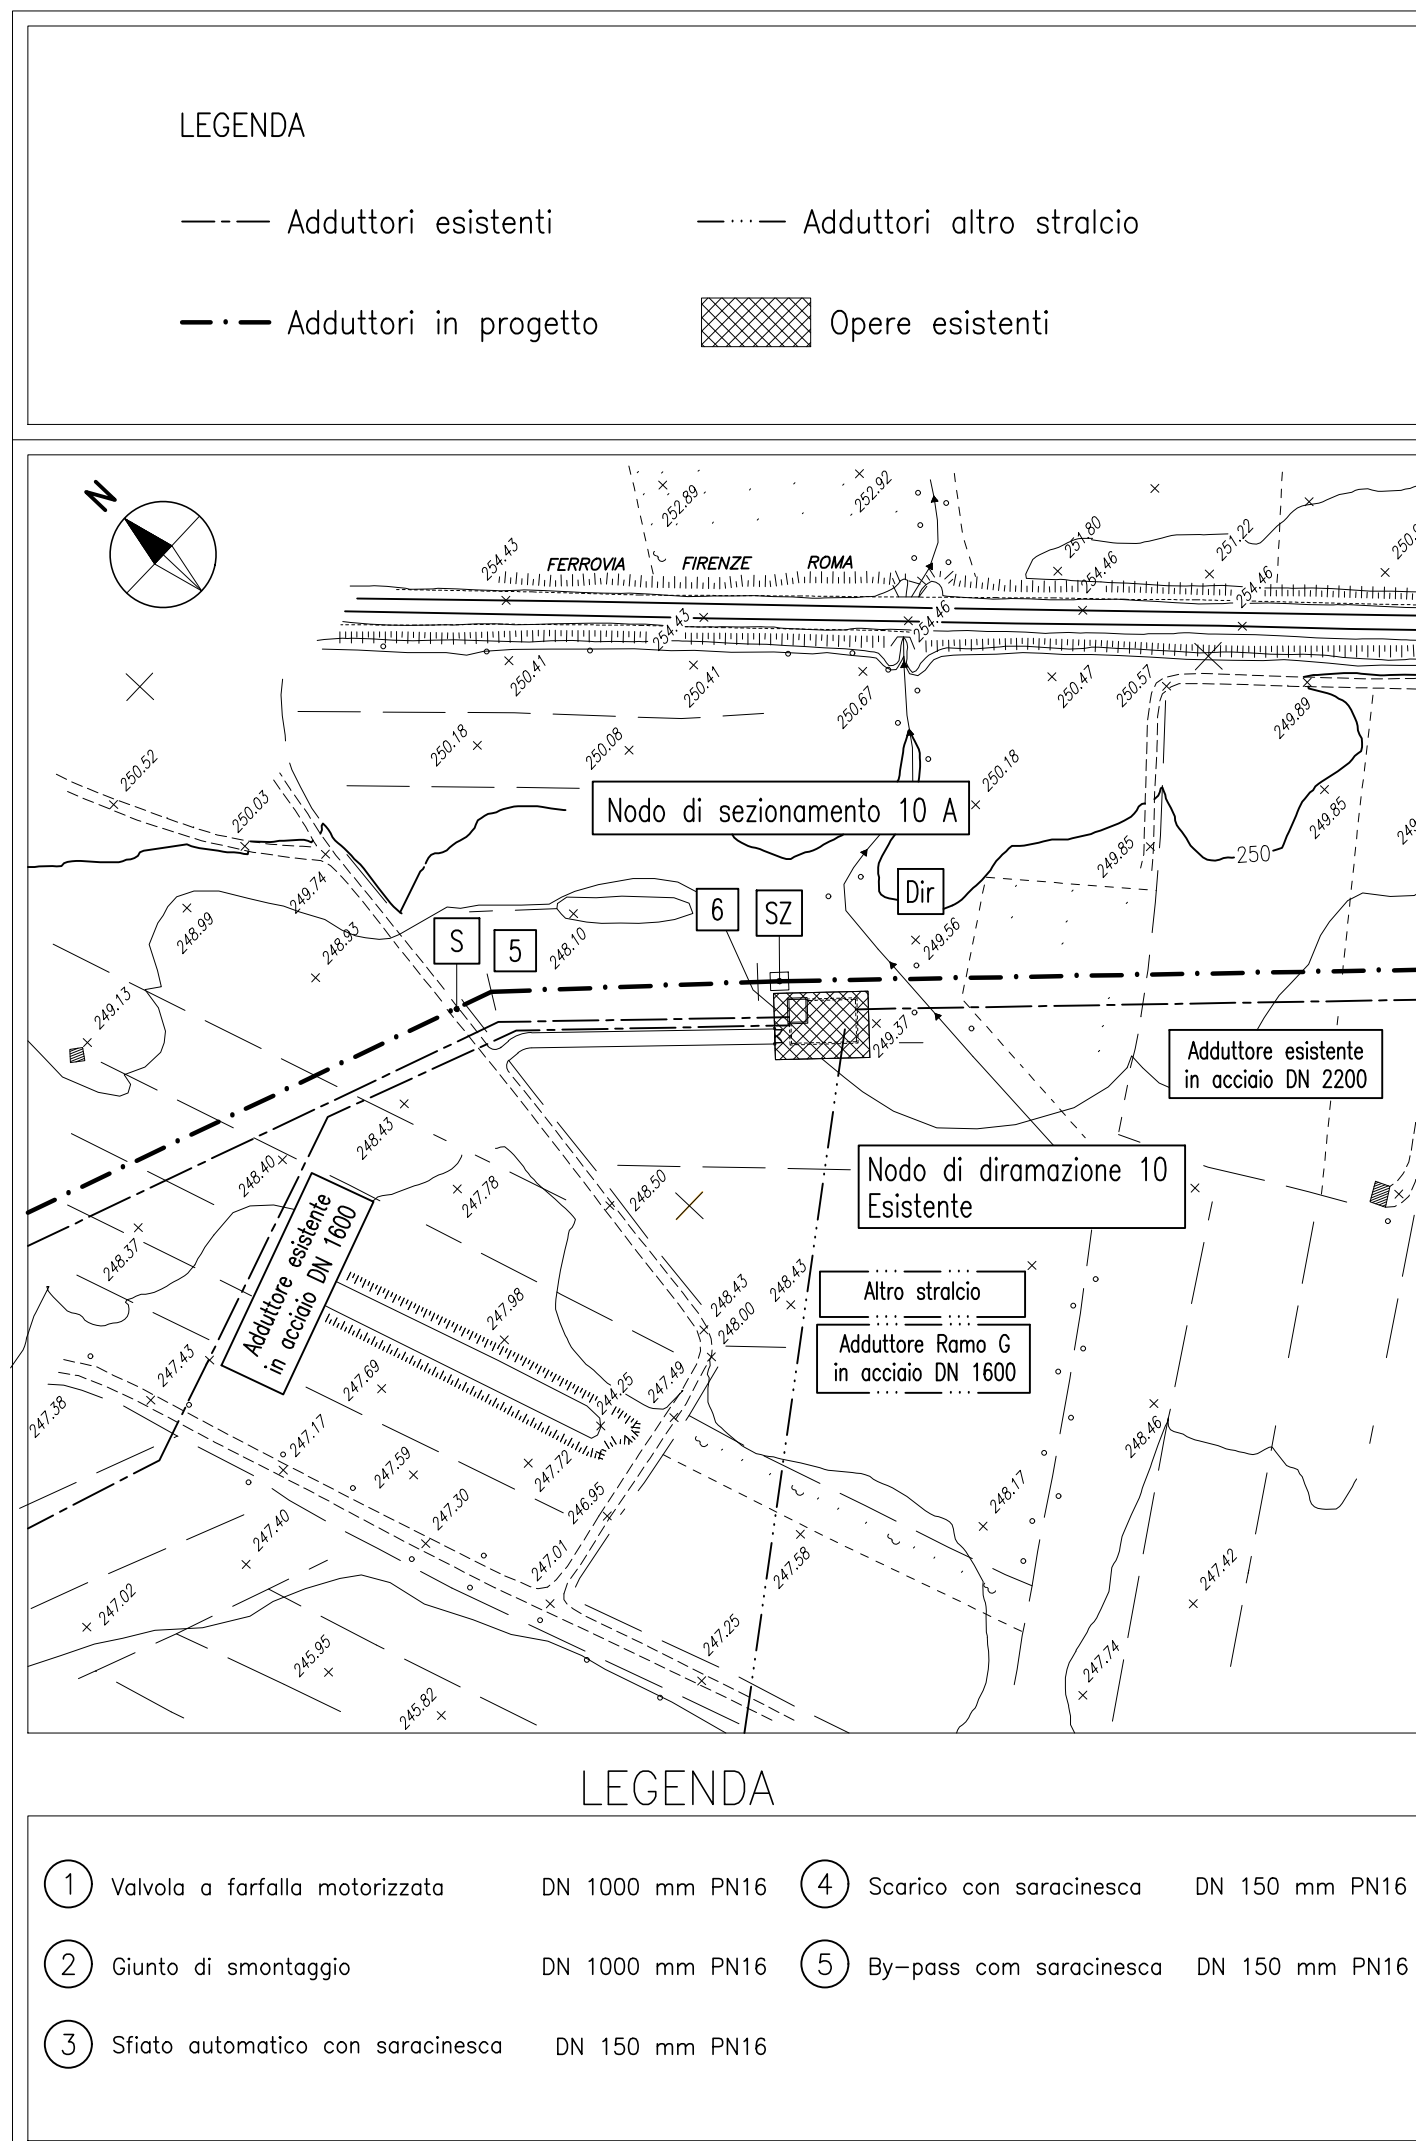 LEGENDA
Adduttori esistenti
Adduttori altro stralcio
Adduttori in progetto
Opere esistenti
N
252.89
252.92
254.43
FERROVIA FIRENZE ROMA
251.80
254.46
251.22
254.46
254.43
254.46
250.41
250.41
250.67
250.47
250.57
249.89
250.52
250.18
250.08
250.18
250.03
Nodo di sezionamento 10 A
249.85
249.85
250
249.74
248.99
248.93
248.10
S
5
6
SZ
Dir
249.56
249.13
249.37
Adduttore esistente
in acciaio DN 2200
248.43
248.40
247.78
248.50
Nodo di diramazione 10
Esistente
248.37
Adduttore esistente
in acciaio DN 1600
247.98
248.43
248.00
248.43
Altro stralcio
Adduttore Ramo G
in acciaio DN 1600
247.43
247.69
244.25
247.49
247.38
247.17
247.59
247.72
246.95
248.46
248.17
247.40
247.30
247.01
247.58
247.42
247.02
247.25
245.95
247.74
245.82
LEGENDA
1 Valvola a farfalla motorizzata DN 1000 mm PN16
4 Scarico con saracinesca DN 150 mm PN16
2 Giunto di smontaggio DN 1000 mm PN16
5 By-pass com saracinesca DN 150 mm PN16
3 Sfiato automatico con saracinesca DN 150 mm PN16